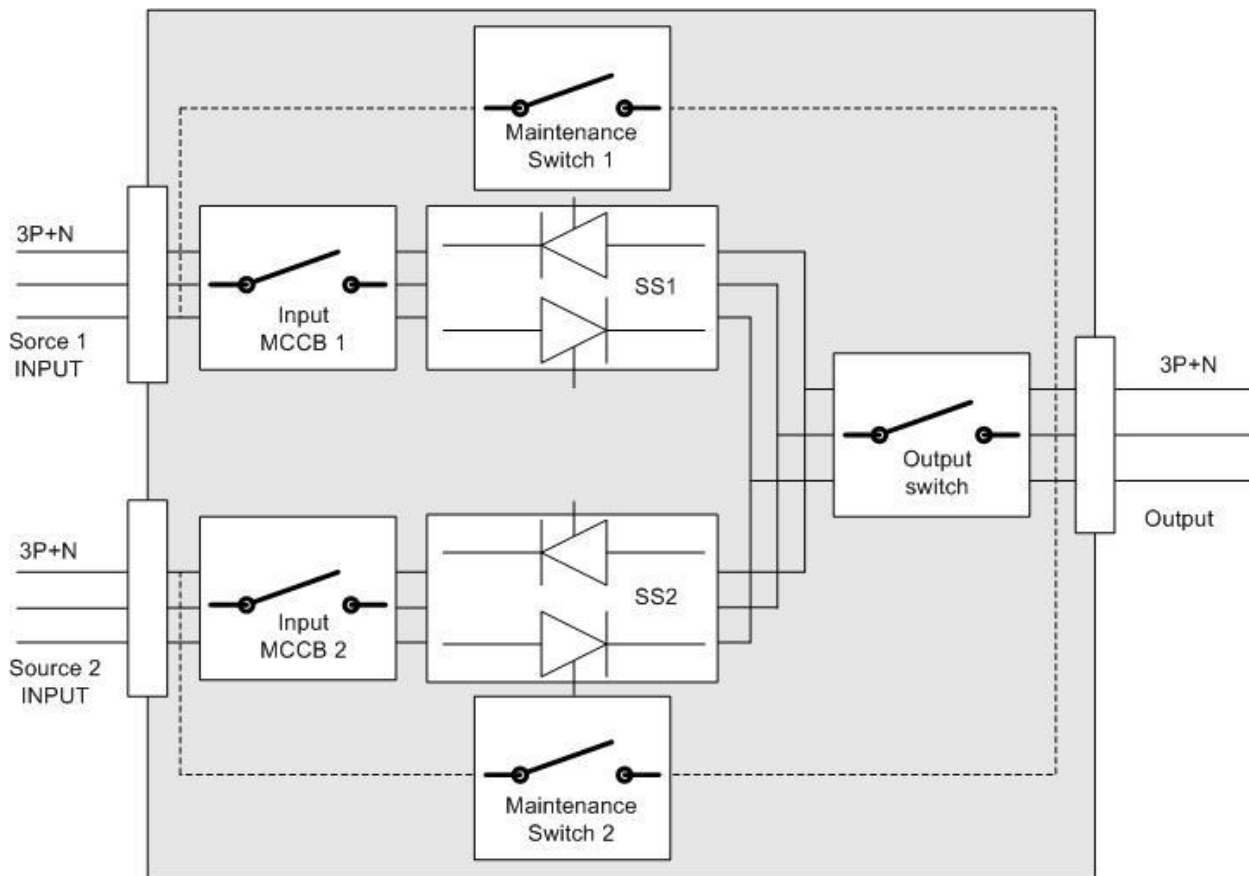 Maintenance
Switch 1
3P+N
Sorce 1
INPUT
Input
MCCB 1
SS1
3P+N
Output
switch
Output
3P+N
Source 2
INPUT
Input
MCCB 2
SS2
Maintenance
Switch 2